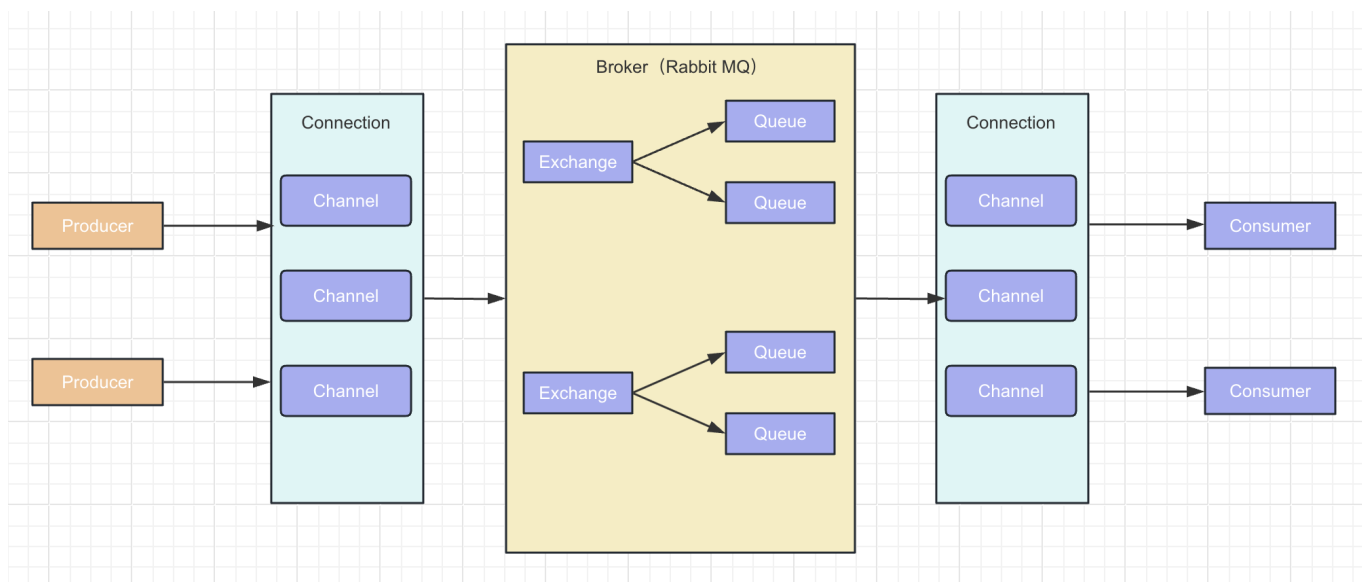 Producer
Producer
Connection
Channel
Channel
Channel
Broker（Rabbit MQ）
Exchange
Queue
Queue
Exchange
Queue
Queue
Connection
Channel
Channel
Channel
Consumer
Consumer